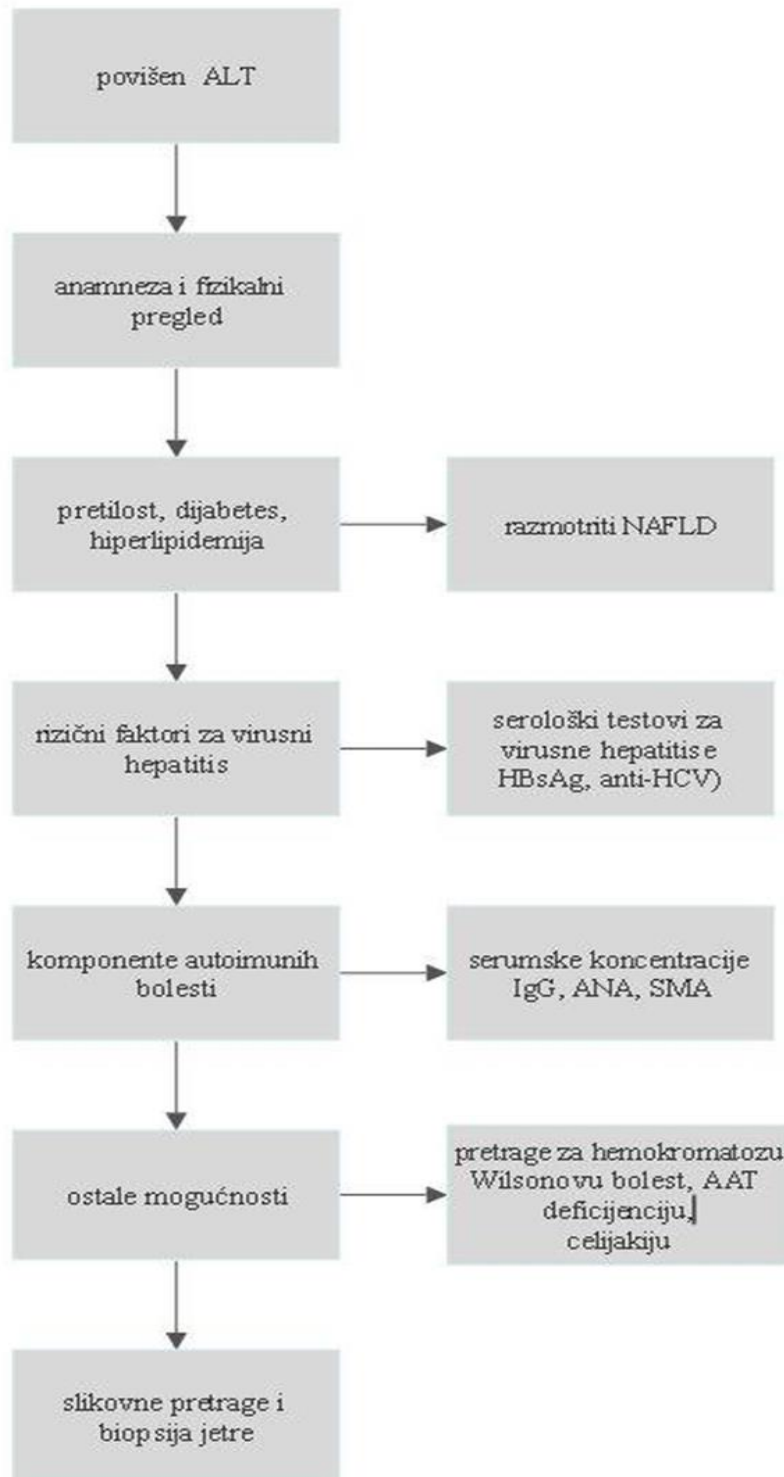 povišen ALT
anamneza i fizikalni
pregled
pretilost, dijabetes,
hiperlipidemija
razmotriti NAFLD
rizični faktori za virusni
hepatitis
serološki testovi za
virusne hepatitise
HBsAg, anti-HCV)
komponente autoimunih
bolesti
serumske koncentracije
IgG, ANA, SMA
ostale mogućnosti
pretrage za hemokromatozu
Wilsonovu bolest, AAT
deficijenciju,
celijakiju
slikovne pretrage i
biopsija jetre